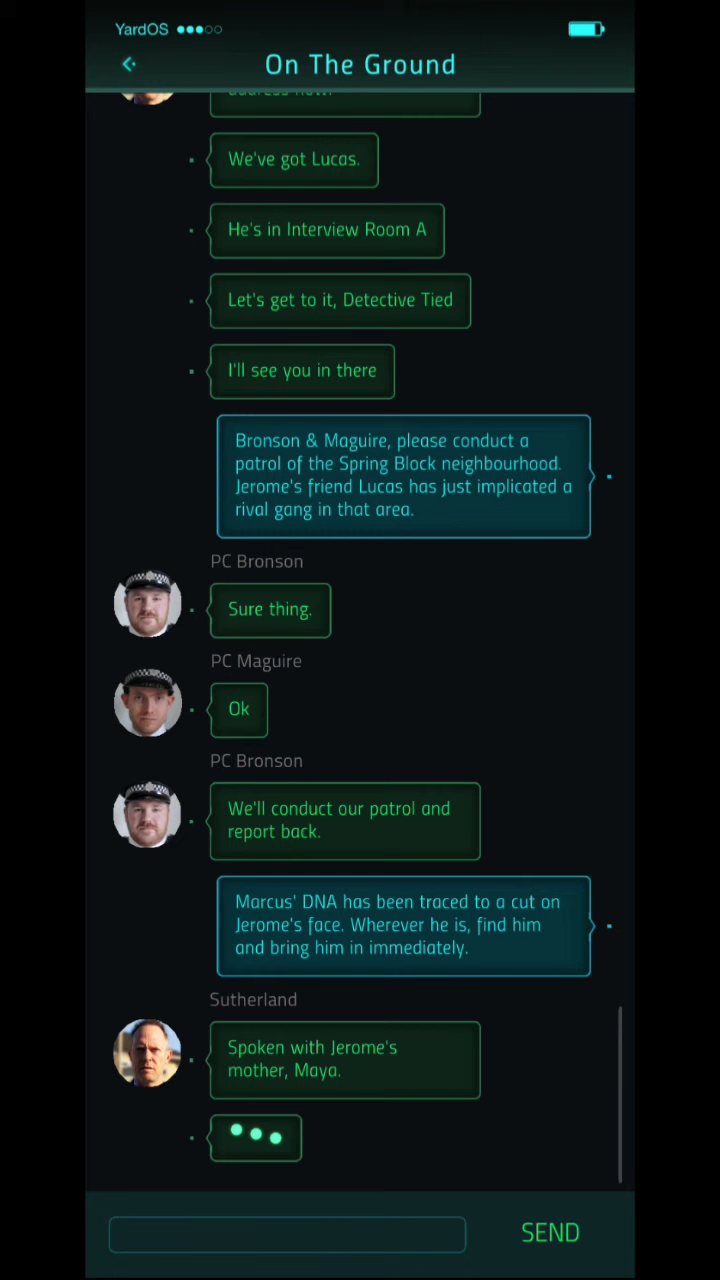 YardOS
On The Ground
address now.
We've got Lucas.
He's in Interview Room A
Let's get to it, Detective Tied
I'll see you in there
Bronson & Maguire, please conduct a
patrol of the Spring Block neighbourhood.
Jerome's friend Lucas has just implicated a
rival gang in that area.
PC Bronson
Sure thing.
PC Maguire
Ok
PC Bronson
We'll conduct our patrol and
report back.
Marcus' DNA has been traced to a cut on
Jerome's face. Wherever he is, find him
and bring him in immediately.
Sutherland
Spoken with Jerome's
mother, Maya.
SEND